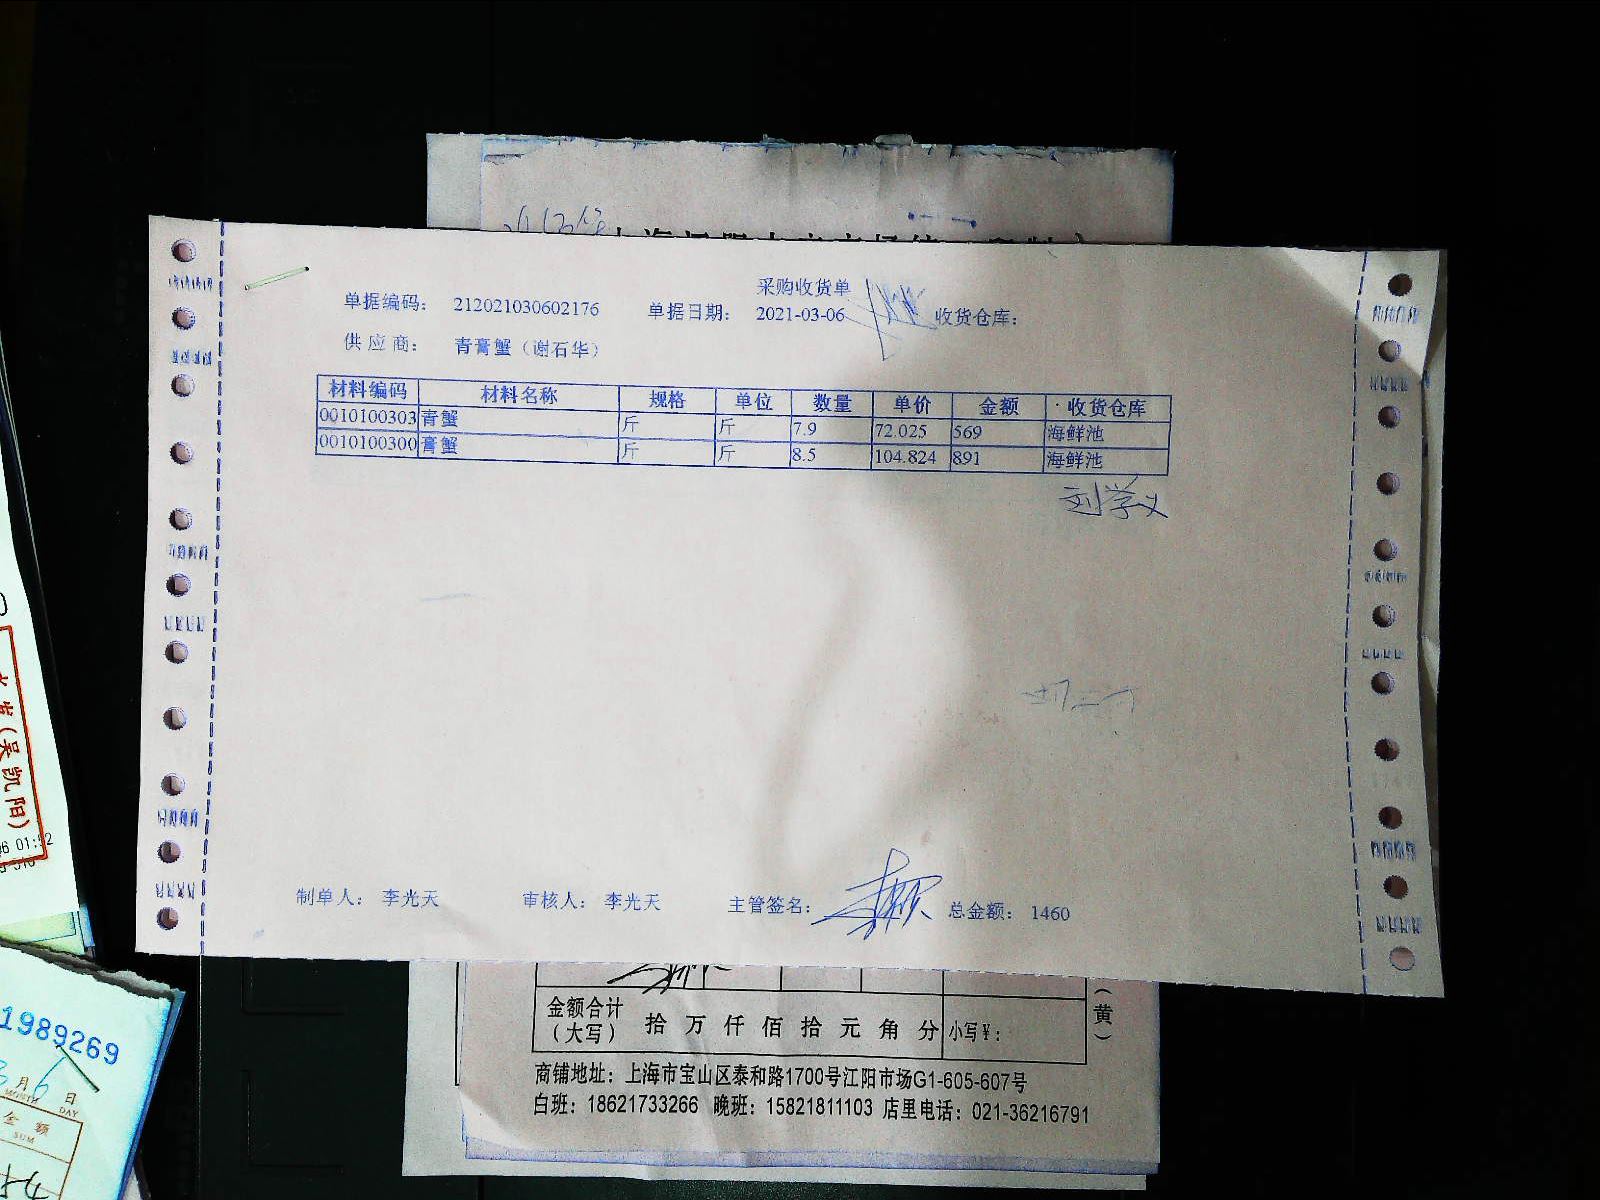 采购收货单
单据编码: 212021030602176 单据日期: 2021-03-06 收货仓库:
供应商: 青膏蟹（谢石华）
材料编码 材料名称 规格 单位 数量 单价 金额 收货仓库
0010100303 青蟹 斤 斤 7.9 72.025 569 海鲜池
0010100300 膏蟹 斤 斤 8.5 104.824 891 海鲜池
刘学义
制单人: 李光天 审核人: 李光天 主管签名: 总金额: 1460
金额合计（大写） 拾 万 仟 佰 拾 元 角 分 小写¥:
（黄）
商铺地址: 上海市宝山区泰和路1700号江阳市场G1-605-607号
白班: 18621733266 晚班: 15821811103 店里电话: 021-36216791
（吴凯阳）
1989269
月 6 日
MONTH DAY
金额
SUM